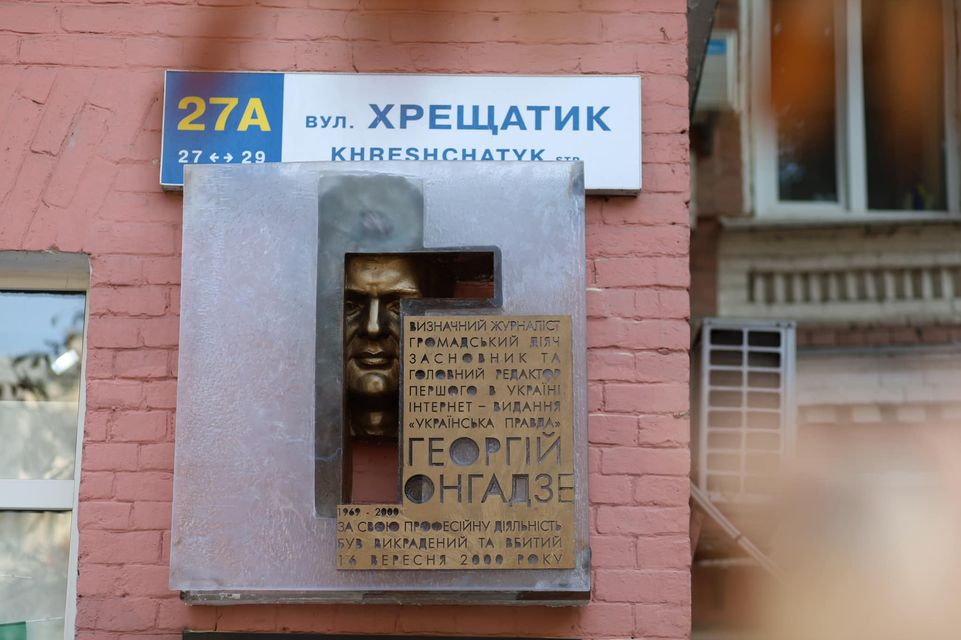 27А
27 ↔ 29
вул. ХРЕЩАТИК
KHRESHCHATYK STR
ВИЗНАЧНИЙ ЖУРНАЛІСТ
ГРОМАДСЬКИЙ ДІЯЧ
ЗАСНОВНИК ТА
ГОЛОВНИЙ РЕДАКТОР
ПЕРШОГО В УКРАЇНІ
ІНТЕРНЕТ – ВИДАННЯ
«УКРАЇНСЬКА ПРАВДА»
ГЕОРГІЙ
ОНГАДЗЕ
1969 - 2000
ЗА СВОЮ ПРОФЕСІЙНУ ДІЯЛЬНІСТЬ
БУВ ВИКРАДЕНИЙ ТА ВБИТИЙ
16 ВЕРЕСНЯ 2000 РОКУ